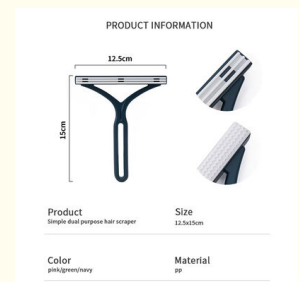 PRODUCT INFORMATION
12.5cm
15cm
Product
Simple dual purpose hair scraper
Size
12.5x15cm
Color
pink/green/navy
Material
pp